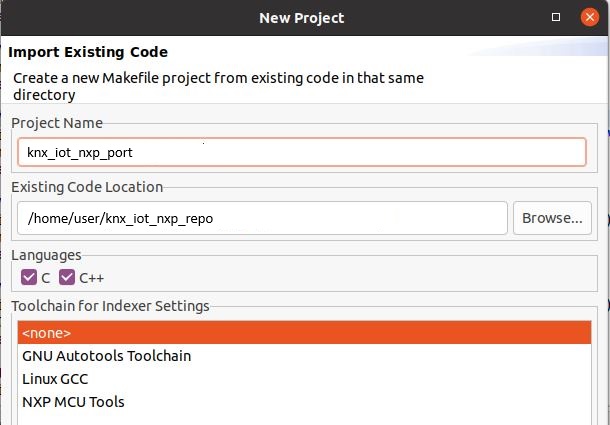 New Project
Import Existing Code
Create a new Makefile project from existing code in that same
directory
Project Name
knx_iot_nxp_port
Existing Code Location
/home/user/knx_iot_nxp_repo
Browse...
Languages
C
C++
Toolchain for Indexer Settings
<none>
GNU Autotools Toolchain
Linux GCC
NXP MCU Tools